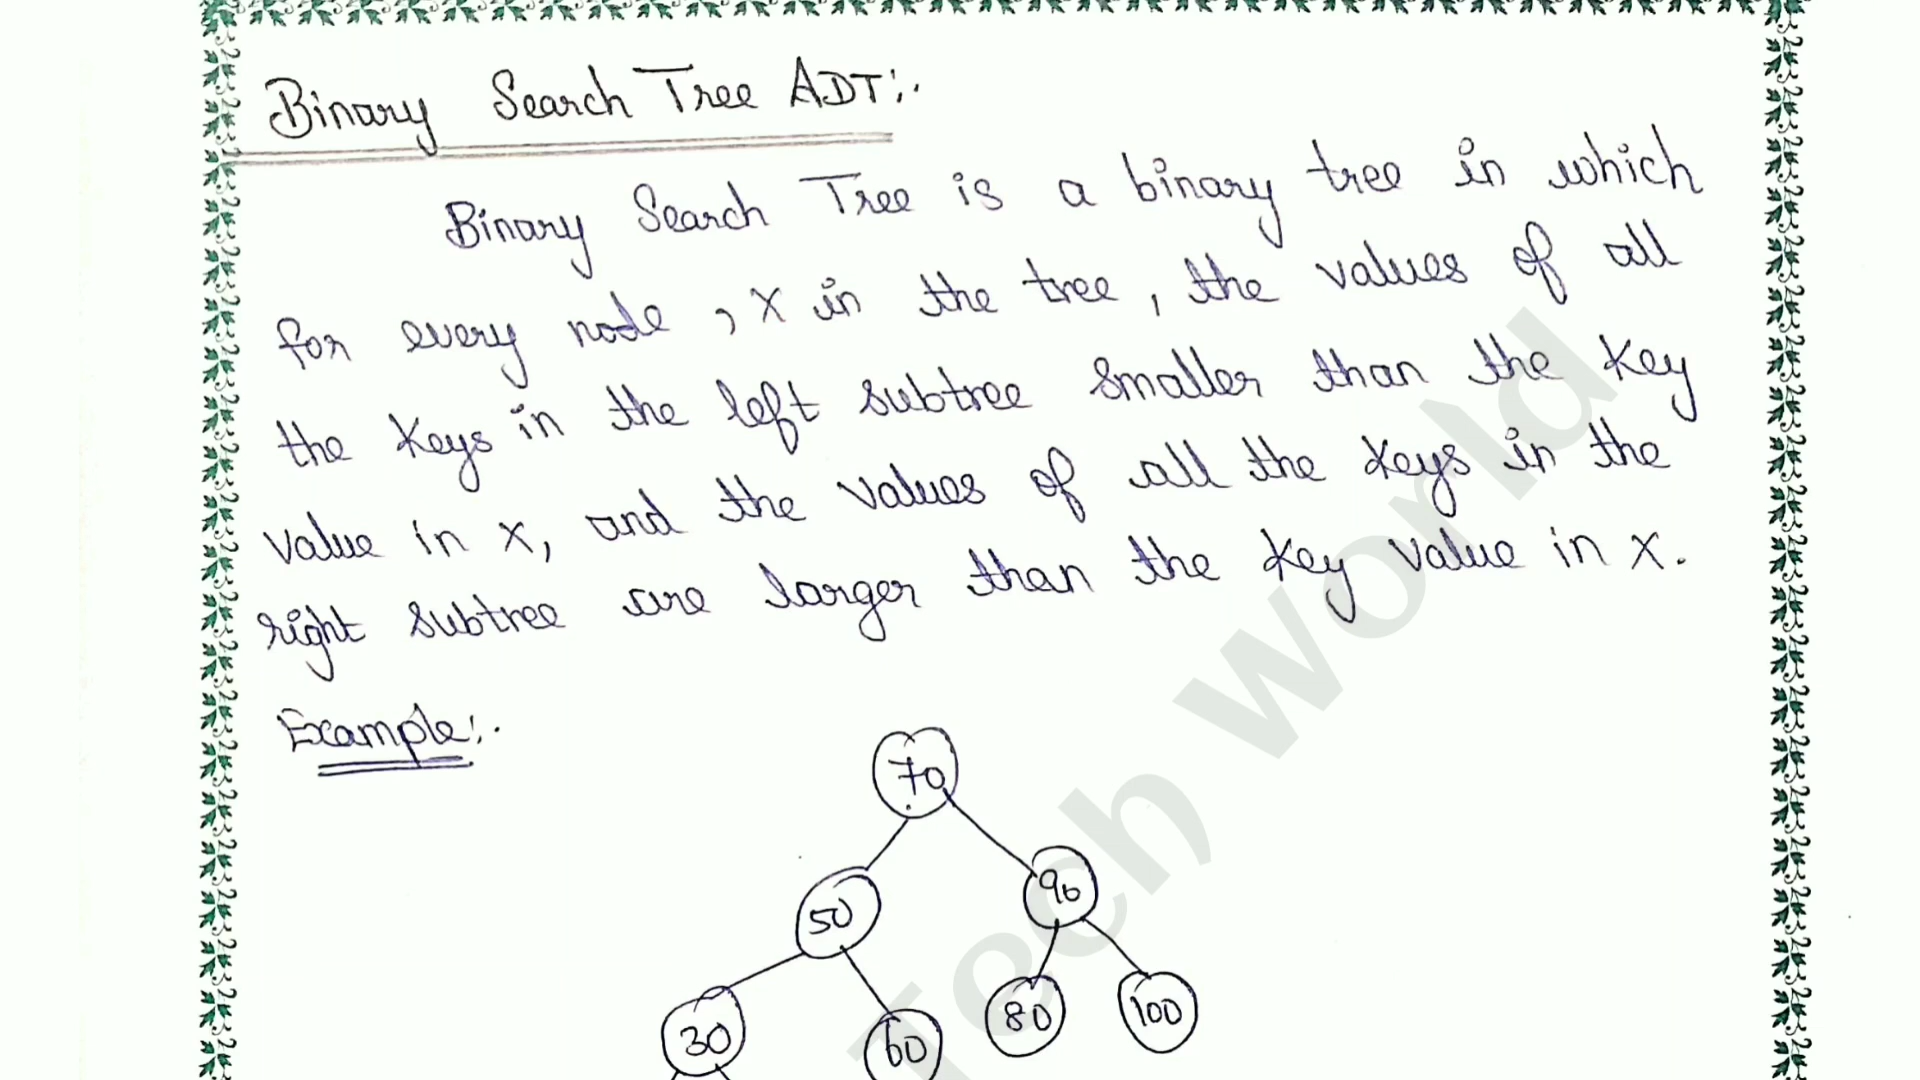 Binary Search Tree ADT:.
Binary Search Tree is a binary tree in which
for every node, X in the tree, the values of all
the keys in the left subtree smaller than the key
value in X, and the values of all the keys in the
right subtree are larger than the key value in X.
Example:.
70
50 90
30 60 80 100
Tech World